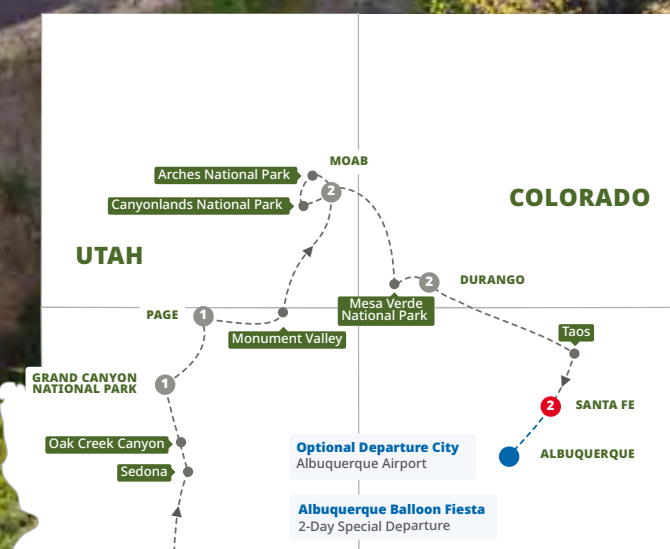 MOAB
Arches National Park
2
Canyonlands National Park
COLORADO
UTAH
2
DURANGO
Mesa Verde
National Park
PAGE
1
Monument Valley
Taos
GRAND CANYON
NATIONAL PARK
1
2
SANTA FE
Oak Creek Canyon
Optional Departure City
Albuquerque Airport
ALBUQUERQUE
Sedona
Albuquerque Balloon Fiesta
2-Day Special Departure